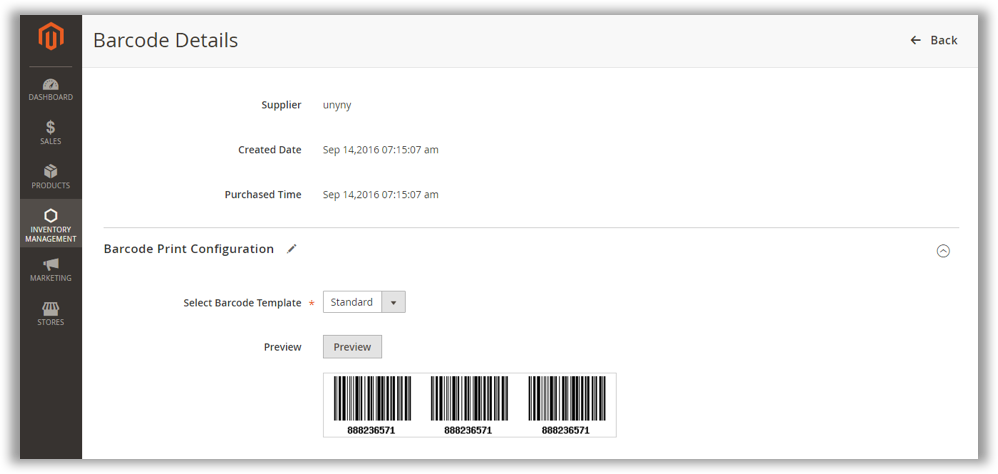 Barcode Details
Back
DASHBOARD
SALES
PRODUCTS
INVENTORY
MANAGEMENT
MARKETING
STORES
Supplier unyny
Created Date Sep 14,2016 07:15:07 am
Purchased Time Sep 14,2016 07:15:07 am
Barcode Print Configuration
Select Barcode Template * Standard
Preview Preview
888236571 888236571 888236571